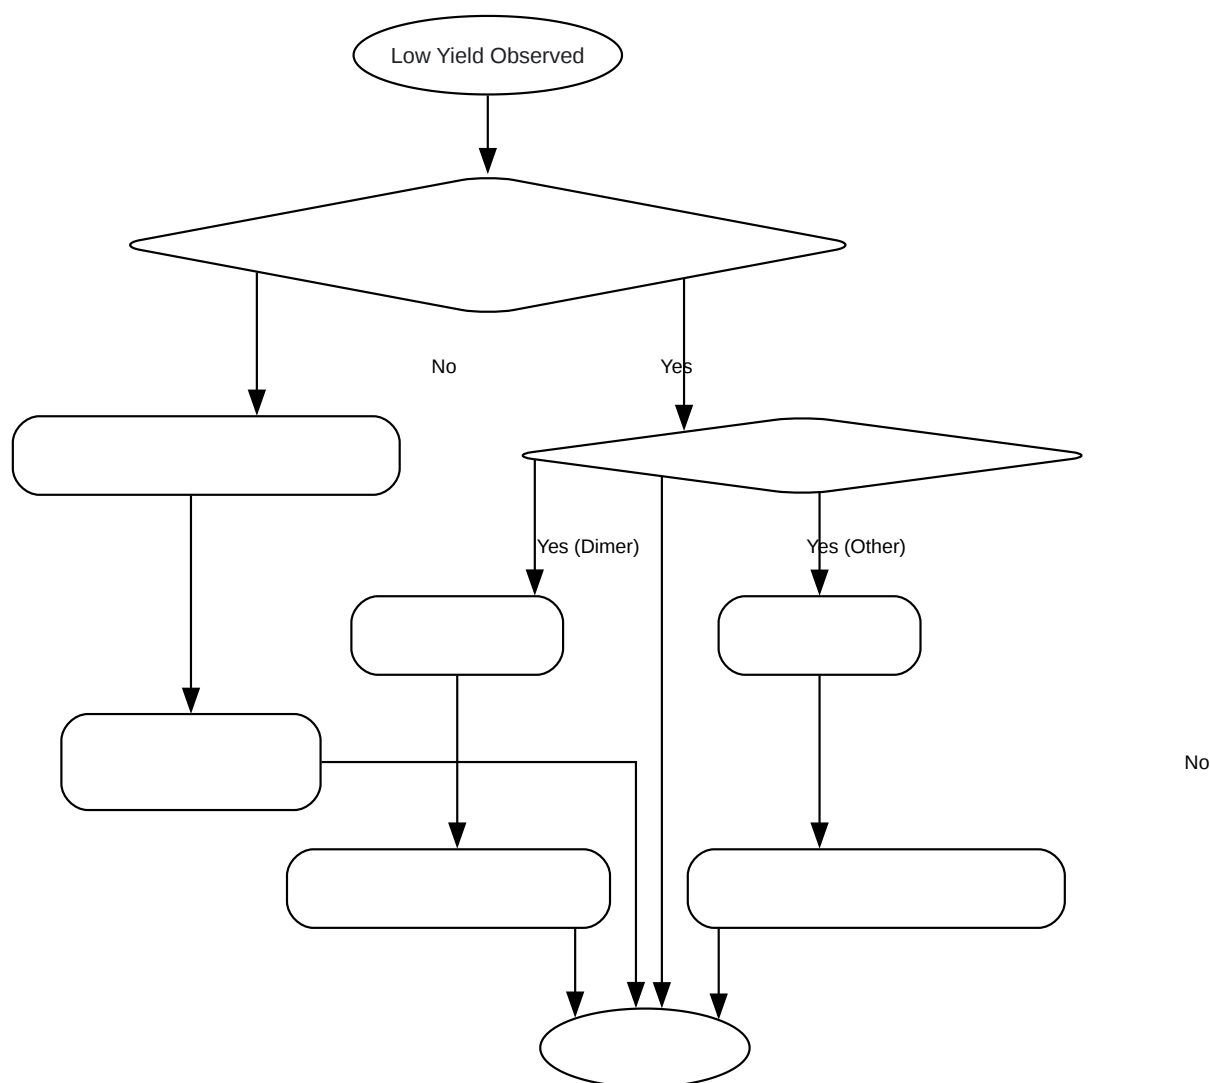 Low Yield Observed
No
Yes
Yes (Dimer)
Yes (Other)
No